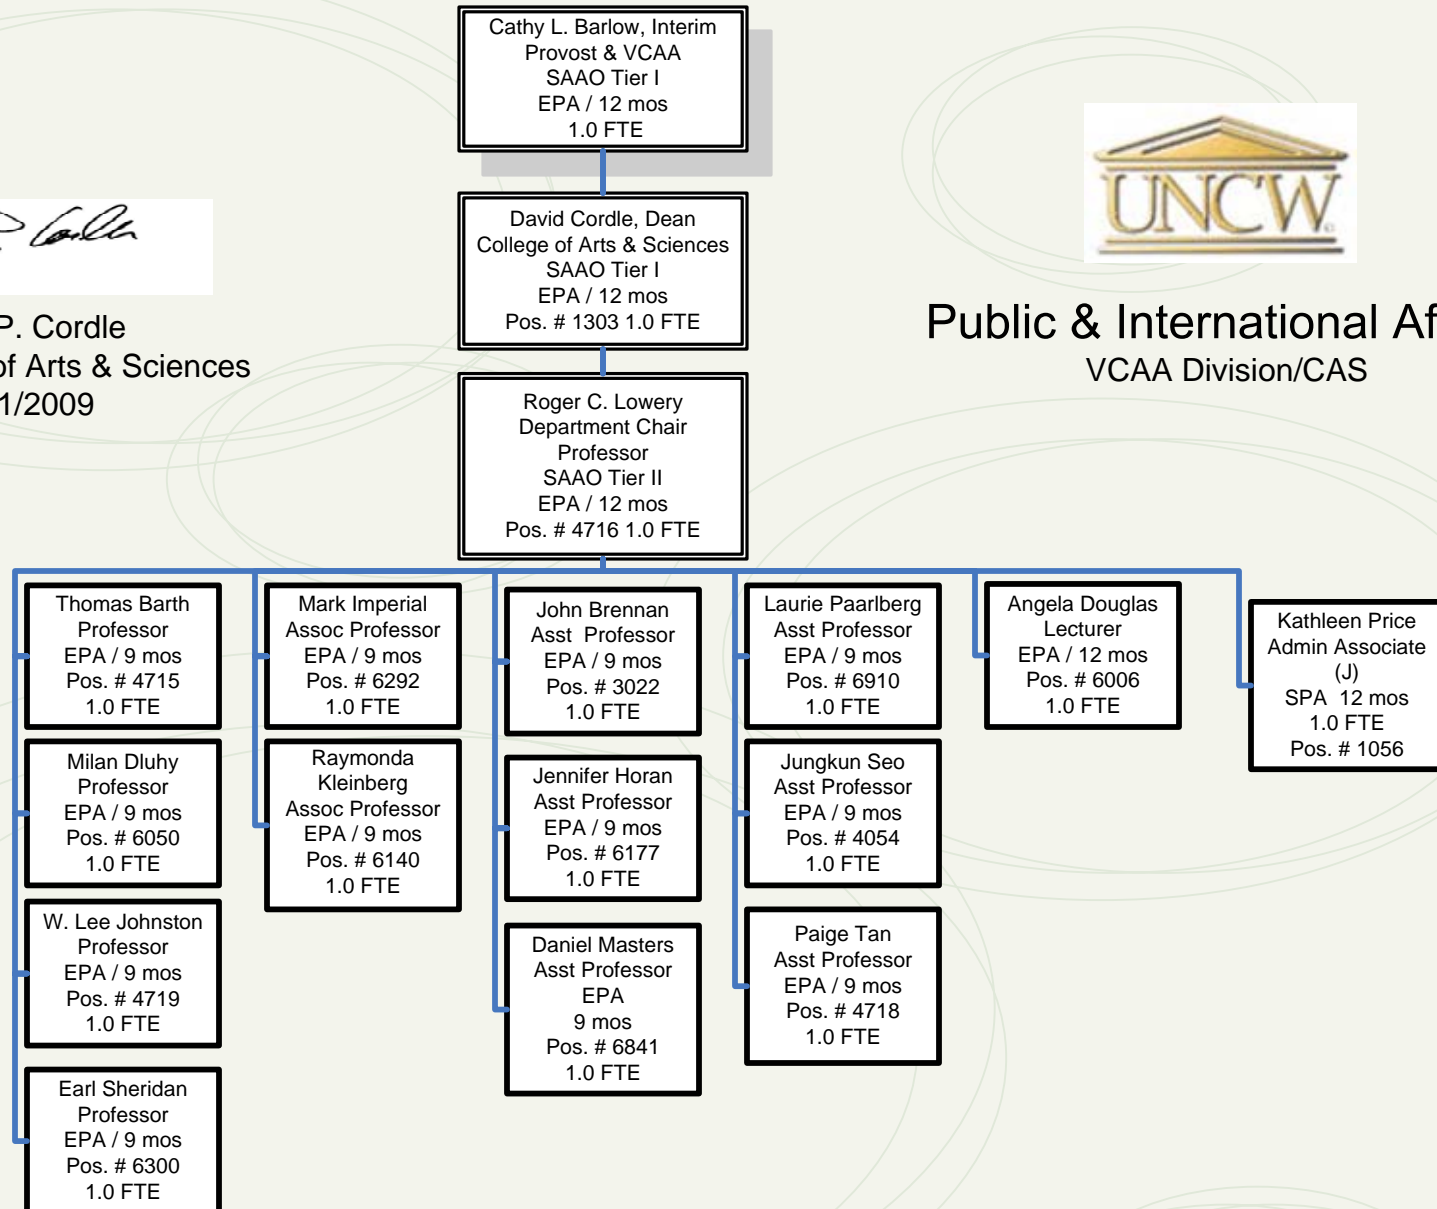 Cathy L. Barlow, Interim
Provost & VCAA
SAAO Tier I
EPA / 12 mos
1.0 FTE
David Cordle, Dean
College of Arts & Sciences
SAAO Tier I
EPA / 12 mos
Pos. # 1303 1.0 FTE
P. Cordle
of Arts & Sciences
1/2009
UNCW
Public & International Af
VCAA Division/CAS
Roger C. Lowery
Department Chair
Professor
SAAO Tier II
EPA / 12 mos
Pos. # 4716 1.0 FTE
Thomas Barth
Professor
EPA / 9 mos
Pos. # 4715
1.0 FTE
Milan Dluhy
Professor
EPA / 9 mos
Pos. # 6050
1.0 FTE
W. Lee Johnston
Professor
EPA / 9 mos
Pos. # 4719
1.0 FTE
Earl Sheridan
Professor
EPA / 9 mos
Pos. # 6300
1.0 FTE
Mark Imperial
Assoc Professor
EPA / 9 mos
Pos. # 6292
1.0 FTE
Raymonda
Kleinberg
Assoc Professor
EPA / 9 mos
Pos. # 6140
1.0 FTE
John Brennan
Asst Professor
EPA / 9 mos
Pos. # 3022
1.0 FTE
Jennifer Horan
Asst Professor
EPA / 9 mos
Pos. # 6177
1.0 FTE
Daniel Masters
Asst Professor
EPA
9 mos
Pos. # 6841
1.0 FTE
Laurie Paarlberg
Asst Professor
EPA / 9 mos
Pos. # 6910
1.0 FTE
Jungkun Seo
Asst Professor
EPA / 9 mos
Pos. # 4054
1.0 FTE
Paige Tan
Asst Professor
EPA / 9 mos
Pos. # 4718
1.0 FTE
Angela Douglas
Lecturer
EPA / 12 mos
Pos. # 6006
1.0 FTE
Kathleen Price
Admin Associate
(J)
SPA 12 mos
1.0 FTE
Pos. # 1056